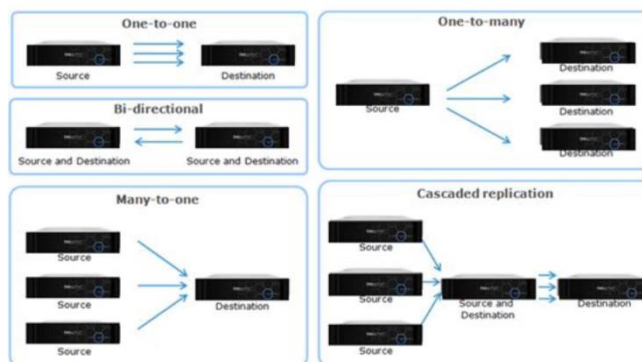 One-to-one
Source
Destination
Bi-directional
Source and Destination
Source and Destination
Many-to-one
Source
Source
Source
Destination
One-to-many
Source
Destination
Destination
Destination
Cascaded replication
Source
Source
Source
Source and
Destination
Destination